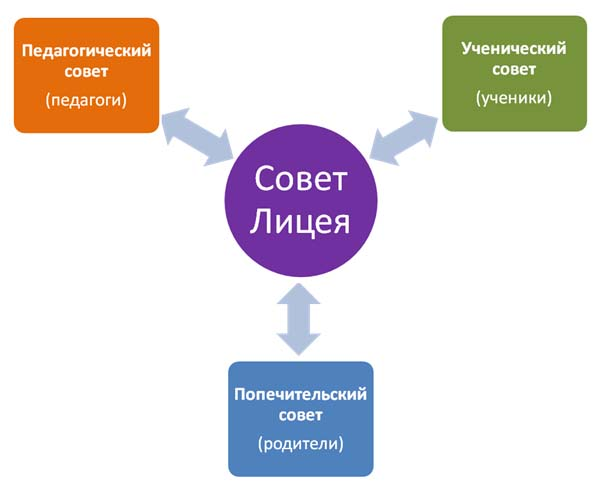 Педагогический
совет
(педагоги)
Ученический
совет
(ученики)
Совет
Лицея
Попечительский
совет
(родители)